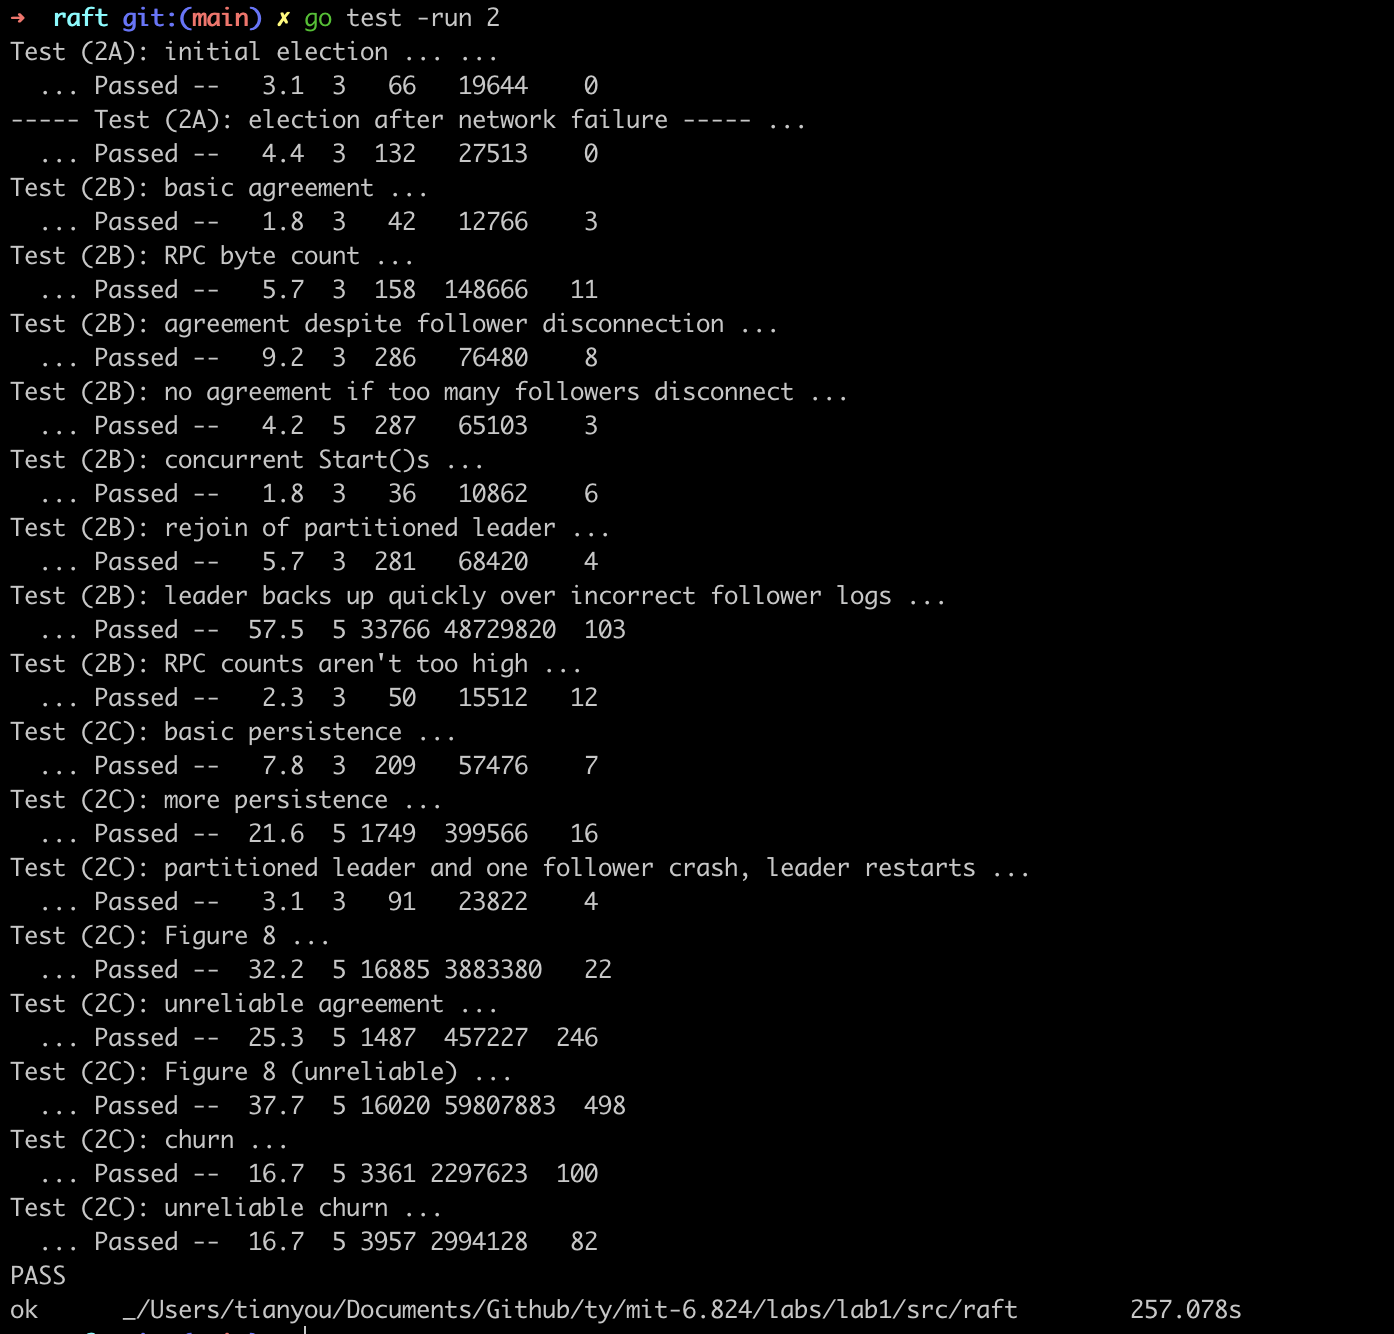 ➜  raft git:(main) ✗ go test -run 2
Test (2A): initial election ... ...
  ... Passed --   3.1  3   66   19644    0
----- Test (2A): election after network failure ----- ...
  ... Passed --   4.4  3  132   27513    0
Test (2B): basic agreement ...
  ... Passed --   1.8  3   42   12766    3
Test (2B): RPC byte count ...
  ... Passed --   5.7  3  158  148666   11
Test (2B): agreement despite follower disconnection ...
  ... Passed --   9.2  3  286   76480    8
Test (2B): no agreement if too many followers disconnect ...
  ... Passed --   4.2  5  287   65103    3
Test (2B): concurrent Start()s ...
  ... Passed --   1.8  3   36   10862    6
Test (2B): rejoin of partitioned leader ...
  ... Passed --   5.7  3  281   68420    4
Test (2B): leader backs up quickly over incorrect follower logs ...
  ... Passed --  57.5  5 33766 48729820  103
Test (2B): RPC counts aren't too high ...
  ... Passed --   2.3  3   50   15512   12
Test (2C): basic persistence ...
  ... Passed --   7.8  3  209   57476    7
Test (2C): more persistence ...
  ... Passed --  21.6  5 1749  399566   16
Test (2C): partitioned leader and one follower crash, leader restarts ...
  ... Passed --   3.1  3   91   23822    4
Test (2C): Figure 8 ...
  ... Passed --  32.2  5 16885 3883380   22
Test (2C): unreliable agreement ...
  ... Passed --  25.3  5 1487  457227  246
Test (2C): Figure 8 (unreliable) ...
  ... Passed --  37.7  5 16020 59807883  498
Test (2C): churn ...
  ... Passed --  16.7  5 3361 2297623  100
Test (2C): unreliable churn ...
  ... Passed --  16.7  5 3957 2994128   82
PASS
ok      _/Users/tianyou/Documents/Github/ty/mit-6.824/labs/lab1/src/raft        257.078s